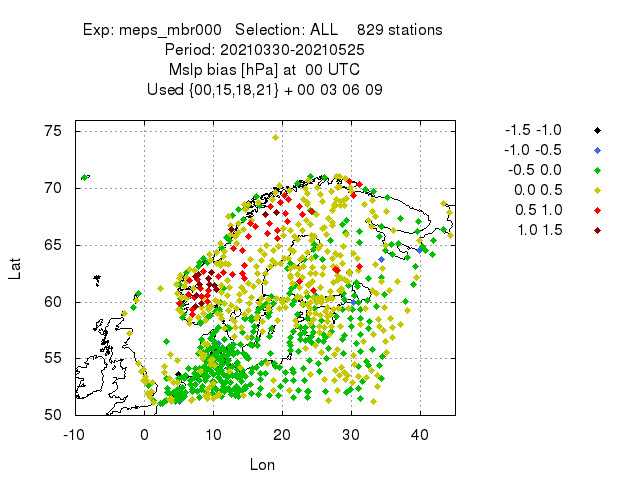 Exp: meps_mbr000 Selection: ALL 829 stations
Period: 20210330-20210525
Mslp bias [hPa] at 00 UTC
Used {00,15,18,21} + 00 03 06 09
75
70
65
60
55
50
-10 0 10 20 30 40
Lat
Lon
-1.5 -1.0
-1.0 -0.5
-0.5 0.0
0.0 0.5
0.5 1.0
1.0 1.5